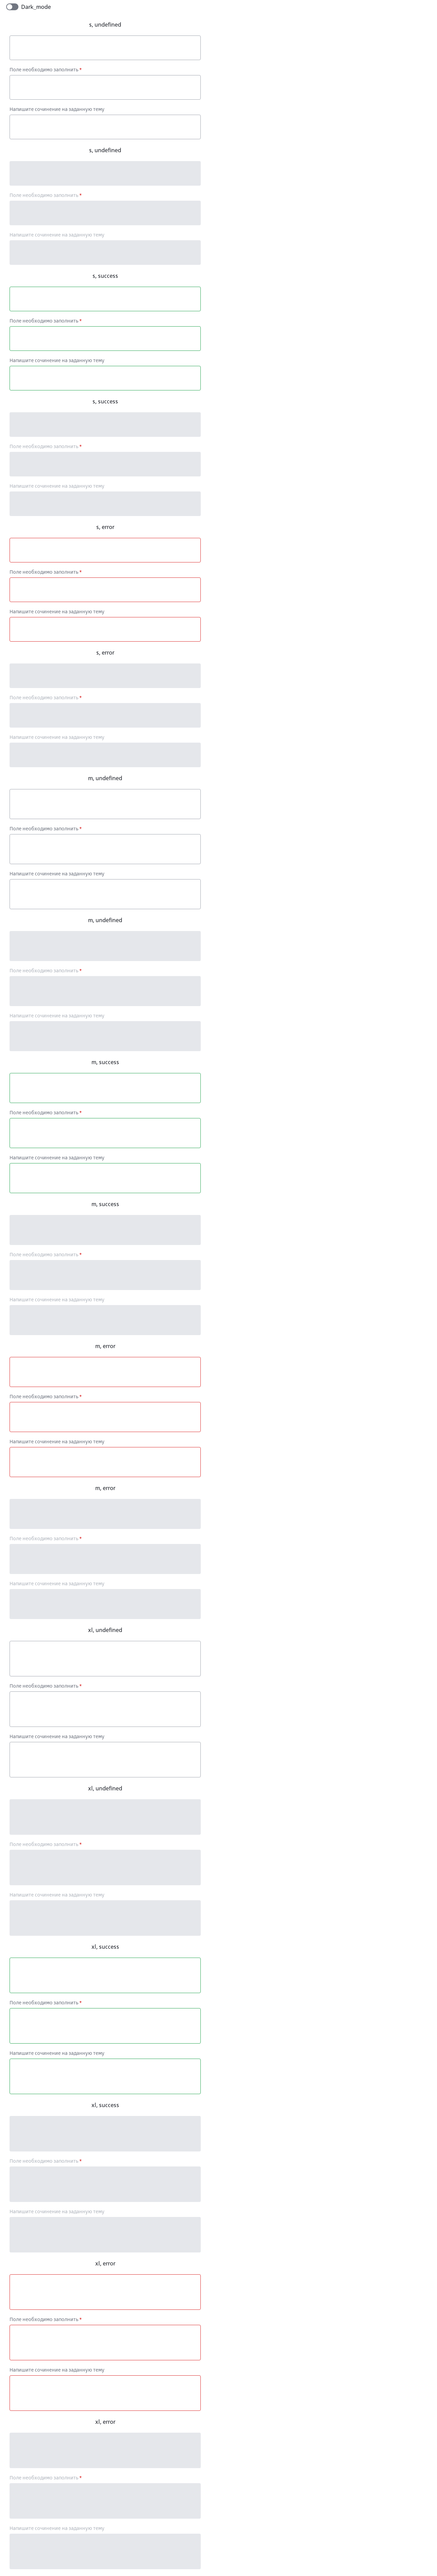 Dark_mode
s, undefined
Поле необходимо заполнить *
Напишите сочинение на заданную тему
s, undefined
Поле необходимо заполнить *
Напишите сочинение на заданную тему
s, success
Поле необходимо заполнить *
Напишите сочинение на заданную тему
s, success
Поле необходимо заполнить *
Напишите сочинение на заданную тему
s, error
Поле необходимо заполнить *
Напишите сочинение на заданную тему
s, error
Поле необходимо заполнить *
Напишите сочинение на заданную тему
m, undefined
Поле необходимо заполнить *
Напишите сочинение на заданную тему
m, undefined
Поле необходимо заполнить *
Напишите сочинение на заданную тему
m, success
Поле необходимо заполнить *
Напишите сочинение на заданную тему
m, success
Поле необходимо заполнить *
Напишите сочинение на заданную тему
m, error
Поле необходимо заполнить *
Напишите сочинение на заданную тему
m, error
Поле необходимо заполнить *
Напишите сочинение на заданную тему
xl, undefined
Поле необходимо заполнить *
Напишите сочинение на заданную тему
xl, undefined
Поле необходимо заполнить *
Напишите сочинение на заданную тему
xl, success
Поле необходимо заполнить *
Напишите сочинение на заданную тему
xl, success
Поле необходимо заполнить *
Напишите сочинение на заданную тему
xl, error
Поле необходимо заполнить *
Напишите сочинение на заданную тему
xl, error
Поле необходимо заполнить *
Напишите сочинение на заданную тему